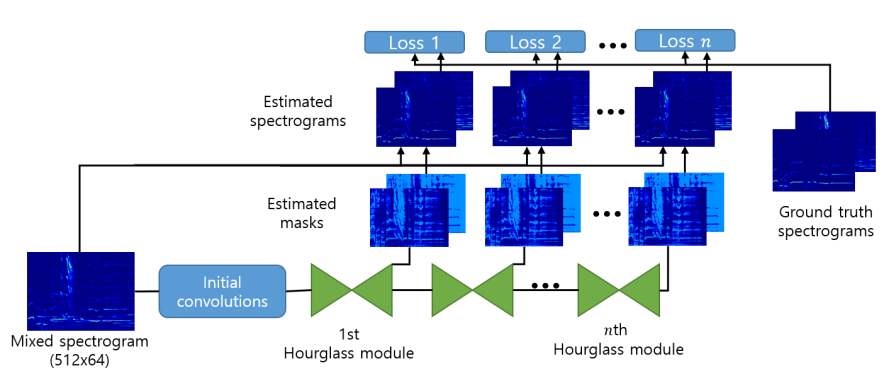 Loss 1
Loss 2
Loss n
Estimated
spectrograms
Estimated
masks
Ground truth
spectrograms
Initial
convolutions
Mixed spectrogram
(512x64)
1st
Hourglass module
nth
Hourglass module